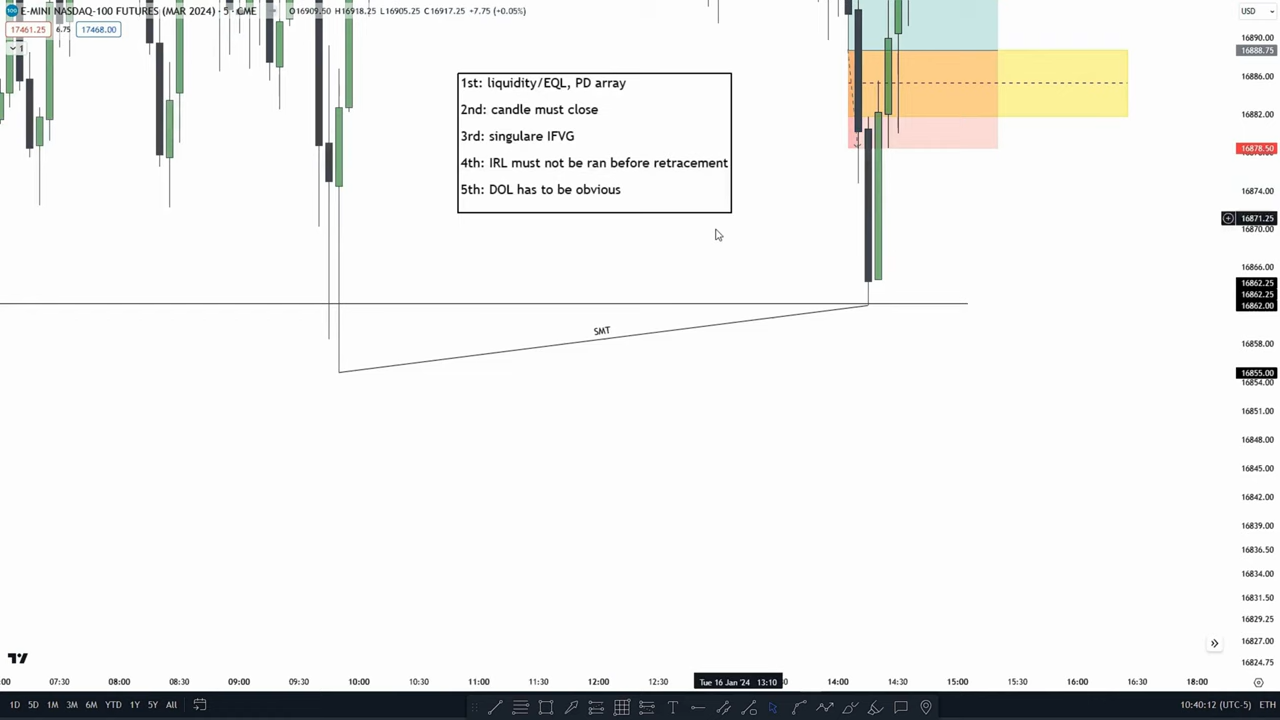 E-MINI NASDAQ-100 FUTURES (MAR 2024) · 5 · CME O16909.50 H16918.25 L16905.25 C16917.25 +7.75 (+0.05%)
USD
17461.25 6.75 17468.00
1
1st: liquidity/EQL, PD array
2nd: candle must close
3rd: singulare IFVG
4th: IRL must not be ran before retracement
5th: DOL has to be obvious
SMT
16890.00
16888.75
16886.00
16882.00
16878.50
16874.00
16871.25
16870.00
16866.00
16862.25
16862.25
16862.00
16858.00
16855.00
16854.00
16851.00
16848.00
16845.00
16842.00
16839.00
16836.50
16834.00
16831.50
16829.25
16827.00
16824.75
:00 07:30 08:00 08:30 09:00 09:30 10:00 10:30 11:00 11:30 12:00 12:30 Tue 16 Jan '24 13:10 14:00 14:30 15:00 15:30 16:00 16:30 18:00
1D 5D 1M 3M 6M YTD 1Y 5Y All 10:40:12 (UTC-5) ETH